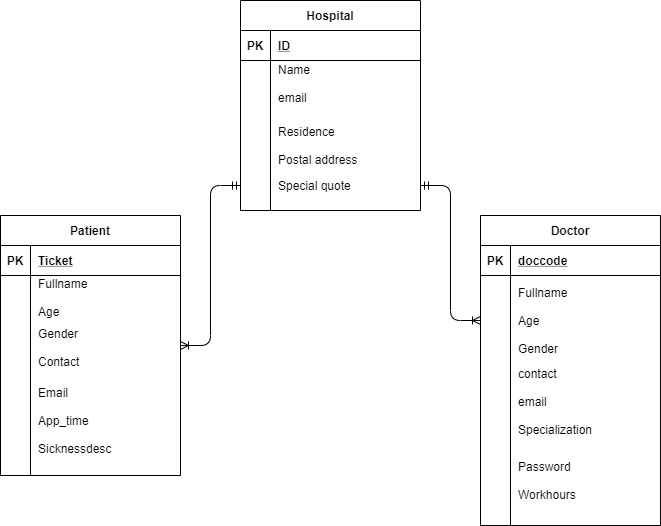 Hospital
PK ID
Name
email
Residence
Postal address
Special quote
Patient
PK Ticket
Fullname
Age
Gender
Contact
Email
App_time
Sicknessdesc
Doctor
PK doccode
Fullname
Age
Gender
contact
email
Specialization
Password
Workhours